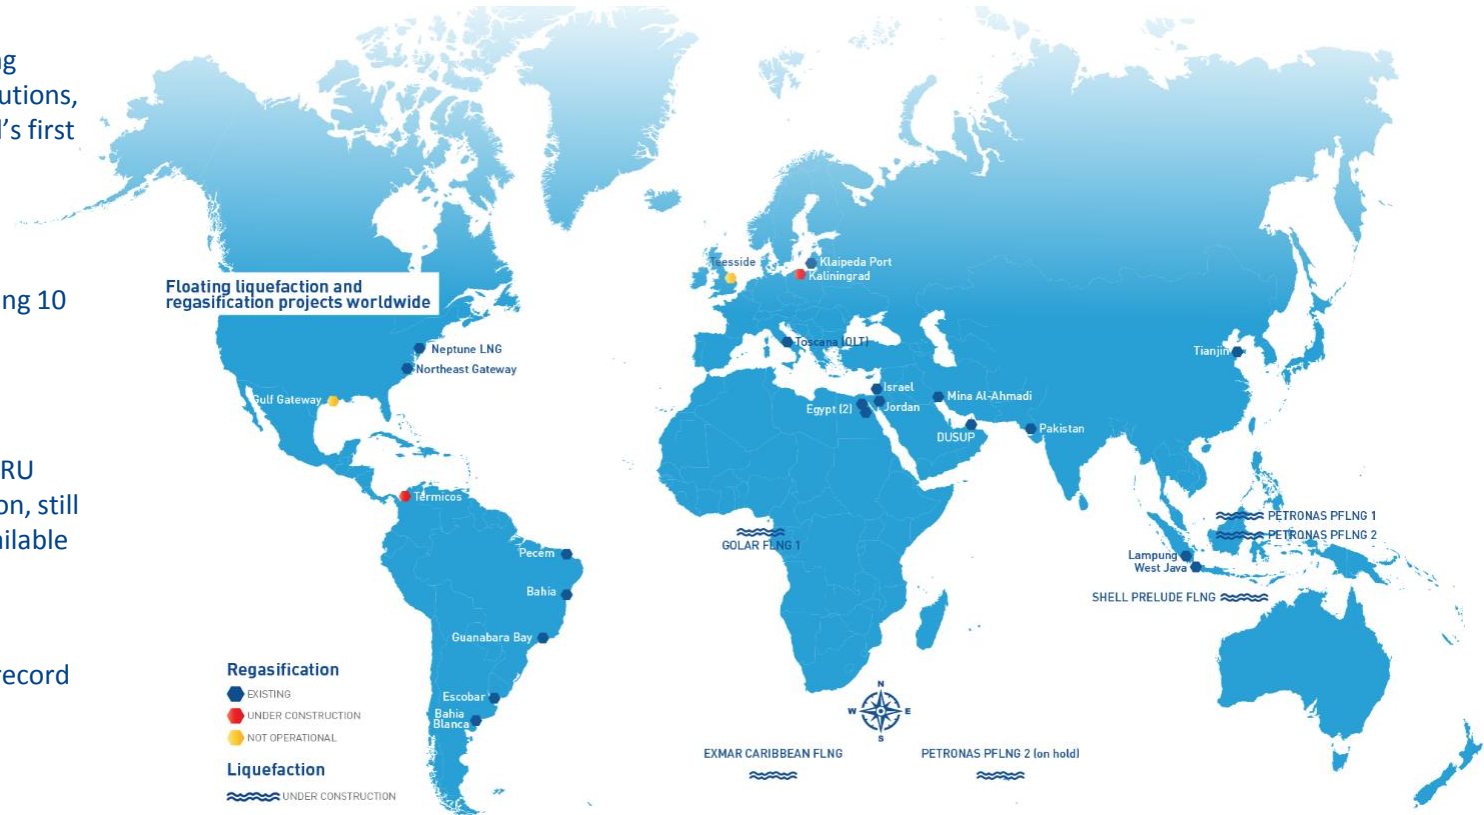 ng
utions,
l's first
ng 10
RU
on, still
ailable
record
Floating liquefaction and
regasification projects worldwide
Teesside
Klaipeda Port
Kaliningrad
Neptune LNG
Northeast Gateway
Toscana (OLT)
Tianjin
Gulf Gateway
Israel
Mina Al-Ahmadi
Egypt (2)
Jordan
DUSUP
Pakistan
Térmicos
PETRONAS PFLNG 1
PETRONAS PFLNG 2
GOLAR FLNG 1
Pecém
Lampung
West Java
Bahia
SHELL PRELUDE FLNG
Guanabara Bay
Escobar
Bahia
Blanca
Regasification
EXISTING
UNDER CONSTRUCTION
NOT OPERATIONAL
Liquefaction
UNDER CONSTRUCTION
N
W E
S
EXMAR CARIBBEAN FLNG
PETRONAS PFLNG 2 (on hold)